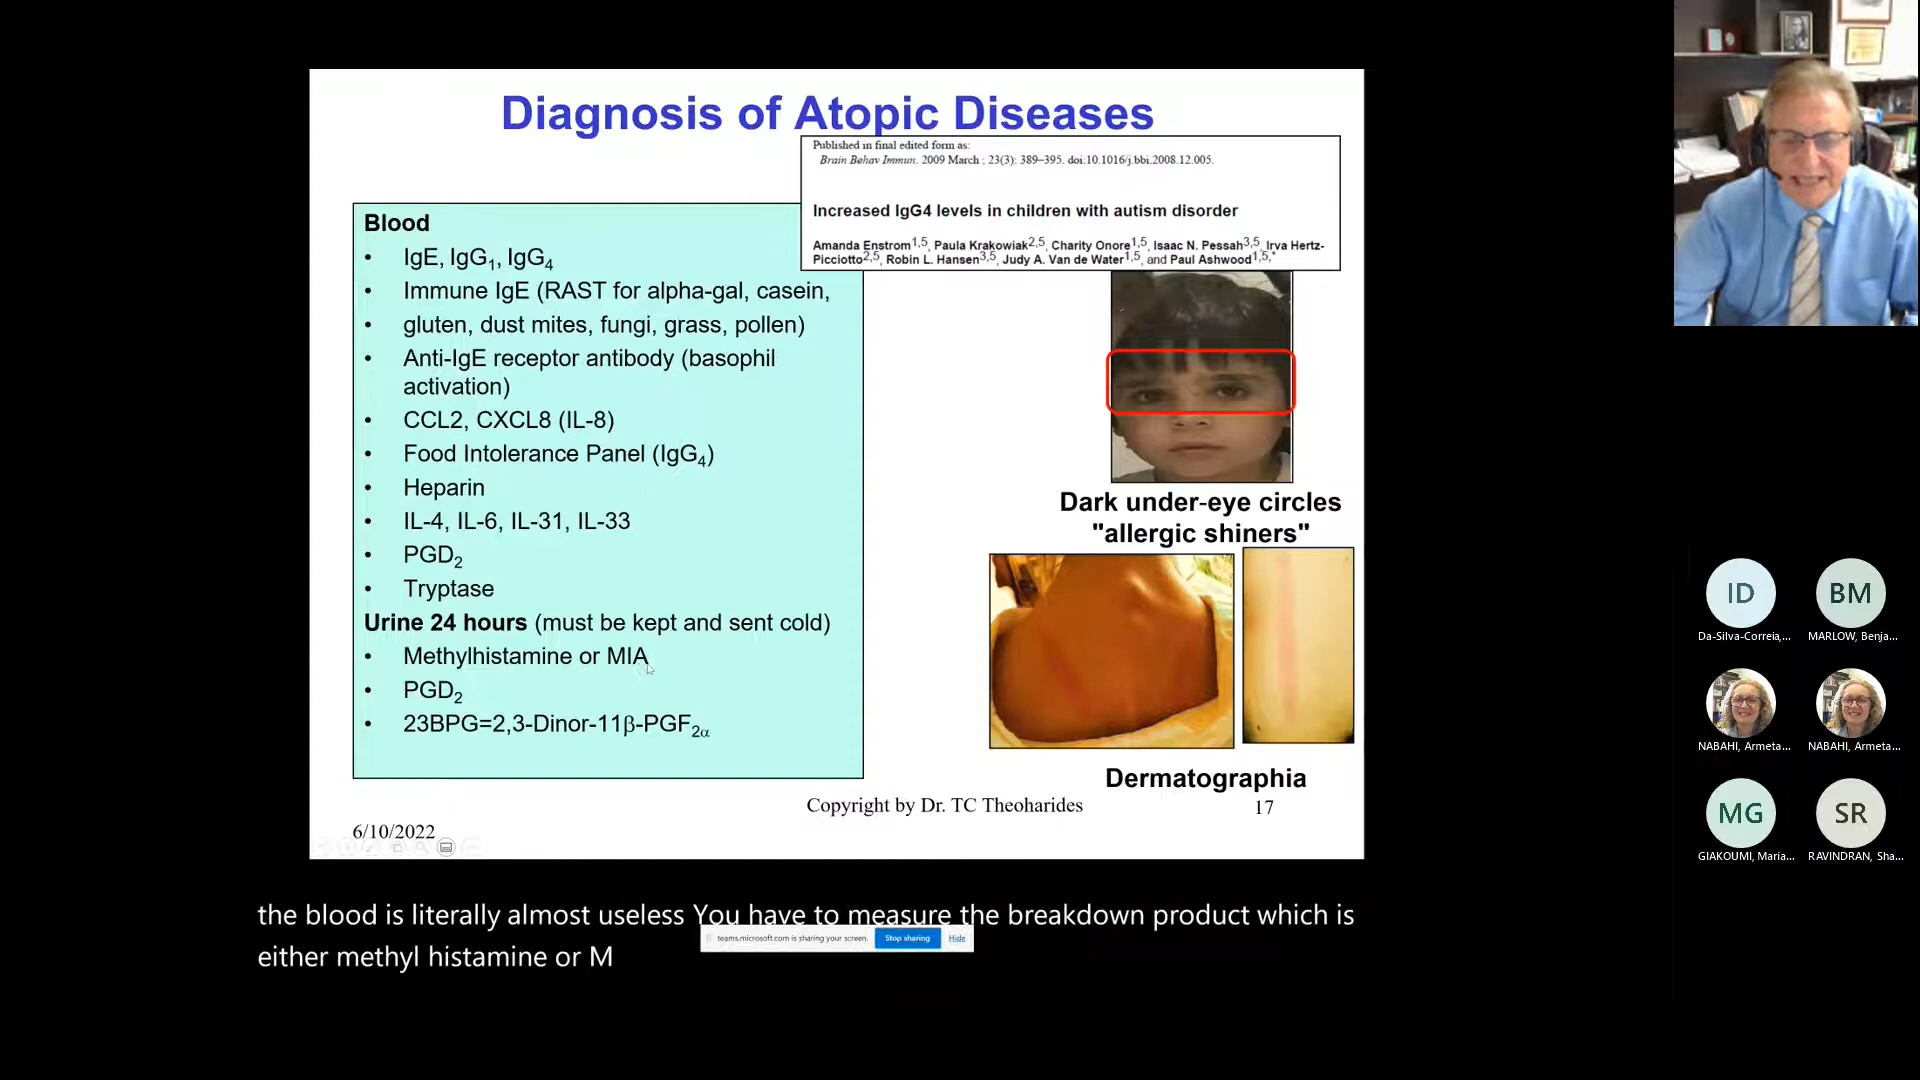 Diagnosis of Atopic Diseases
Published in final edited form as:
Brain Behav Immun. 2009 March ; 23(3): 389–395. doi:10.1016/j.bbi.2008.12.005.
Increased IgG4 levels in children with autism disorder
Amanda Enstrom1,5, Paula Krakowiak2,5, Charity Onore1,5, Isaac N. Pessah3,5, Irva Hertz-
Picciotto2,5, Robin L. Hansen3,5, Judy A. Van de Water1,5, and Paul Ashwood1,5,*
Blood
• IgE, IgG1, IgG4
• Immune IgE (RAST for alpha-gal, casein,
• gluten, dust mites, fungi, grass, pollen)
• Anti-IgE receptor antibody (basophil
activation)
• CCL2, CXCL8 (IL-8)
• Food Intolerance Panel (IgG4)
• Heparin
• IL-4, IL-6, IL-31, IL-33
• PGD2
• Tryptase
Urine 24 hours (must be kept and sent cold)
• Methylhistamine or MIA
• PGD2
• 23BPG=2,3-Dinor-11β-PGF2α
Dark under-eye circles
"allergic shiners"
Dermatographia
Copyright by Dr. TC Theoharides
17
6/10/2022
the blood is literally almost useless You have to measure the breakdown product which is
either methyl histamine or M
teams.microsoft.com is sharing your screen. Stop sharing Hide
ID BM
Da-Silva-Correia,... MARLOW, Benja...
NABAHI, Armeta... NABAHI, Armeta...
MG SR
GIAKOUMI, Maria... RAVINDRAN, Sha...